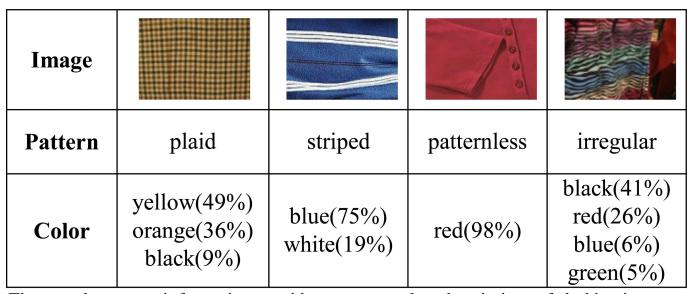 Image
Pattern plaid striped patternless irregular
Color
yellow(49%)
orange(36%)
black(9%)
blue(75%)
white(19%)
red(98%)
black(41%)
red(26%)
blue(6%)
green(5%)